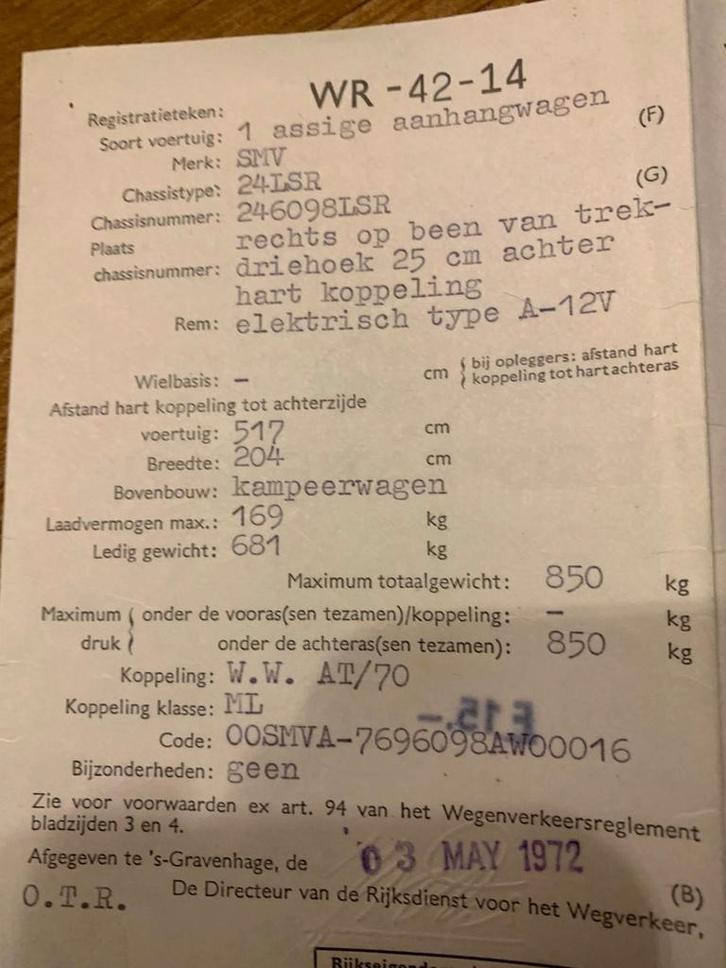 Registratieteken: WR-42-14
Soort voertuig: 1 assige aanhangwagen (F)
Merk: SMV
Chassistype: 24LSR (G)
Chassisnummer: 246098LSR
Plaats rechts op been van trek-
chassisnummer: driehoek 25 cm achter
hart koppeling
Rem: elektrisch type A-12V
Wielbasis: — cm { bij opleggers: afstand hart
koppeling tot hart achteras
Afstand hart koppeling tot achterzijde
voertuig: 517 cm
Breedte: 204 cm
Bovenbouw: kampeerwagen
Laadvermogen max.: 169 kg
Ledig gewicht: 681 kg
Maximum totaalgewicht: 850 kg
Maximum { onder de vooras(sen tezamen)/koppeling: — kg
druk } onder de achteras(sen tezamen): 850 kg
Koppeling: W.W. AT/70
Koppeling klasse: ML
F 15.—
Code: 00SMVA-7696098AW00016
Bijzonderheden: geen
Zie voor voorwaarden ex art. 94 van het Wegenverkeersreglement
bladzijden 3 en 4.
Afgegeven te 's-Gravenhage, de 03 MAY 1972
O.T.R. De Directeur van de Rijksdienst voor het Wegverkeer, (B)